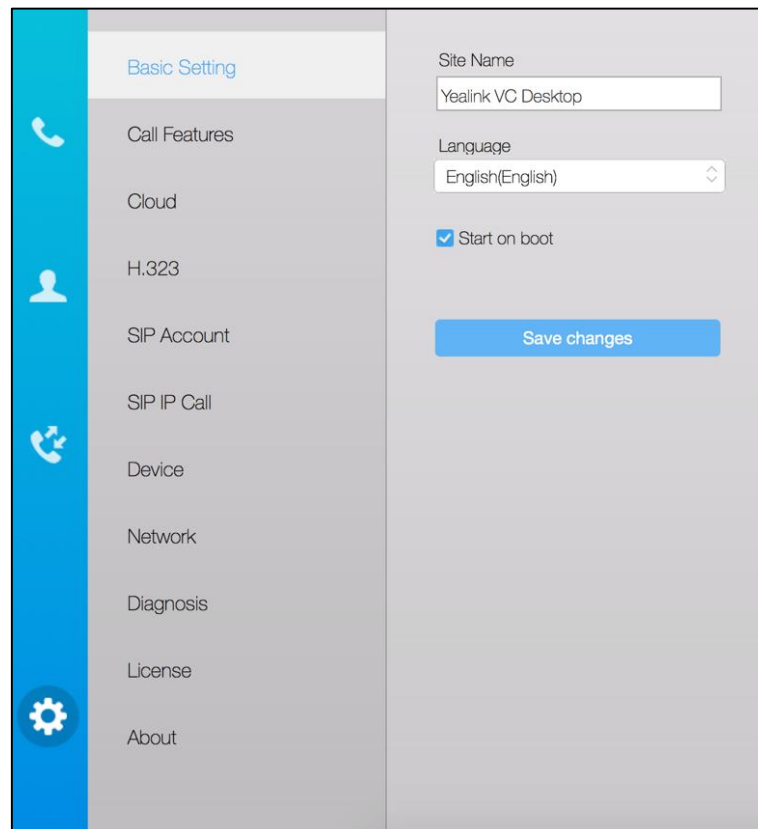 Basic Setting
Call Features
Cloud
H.323
SIP Account
SIP IP Call
Device
Network
Diagnosis
License
About
Site Name
Yealink VC Desktop
Language
English(English)
Start on boot
Save changes